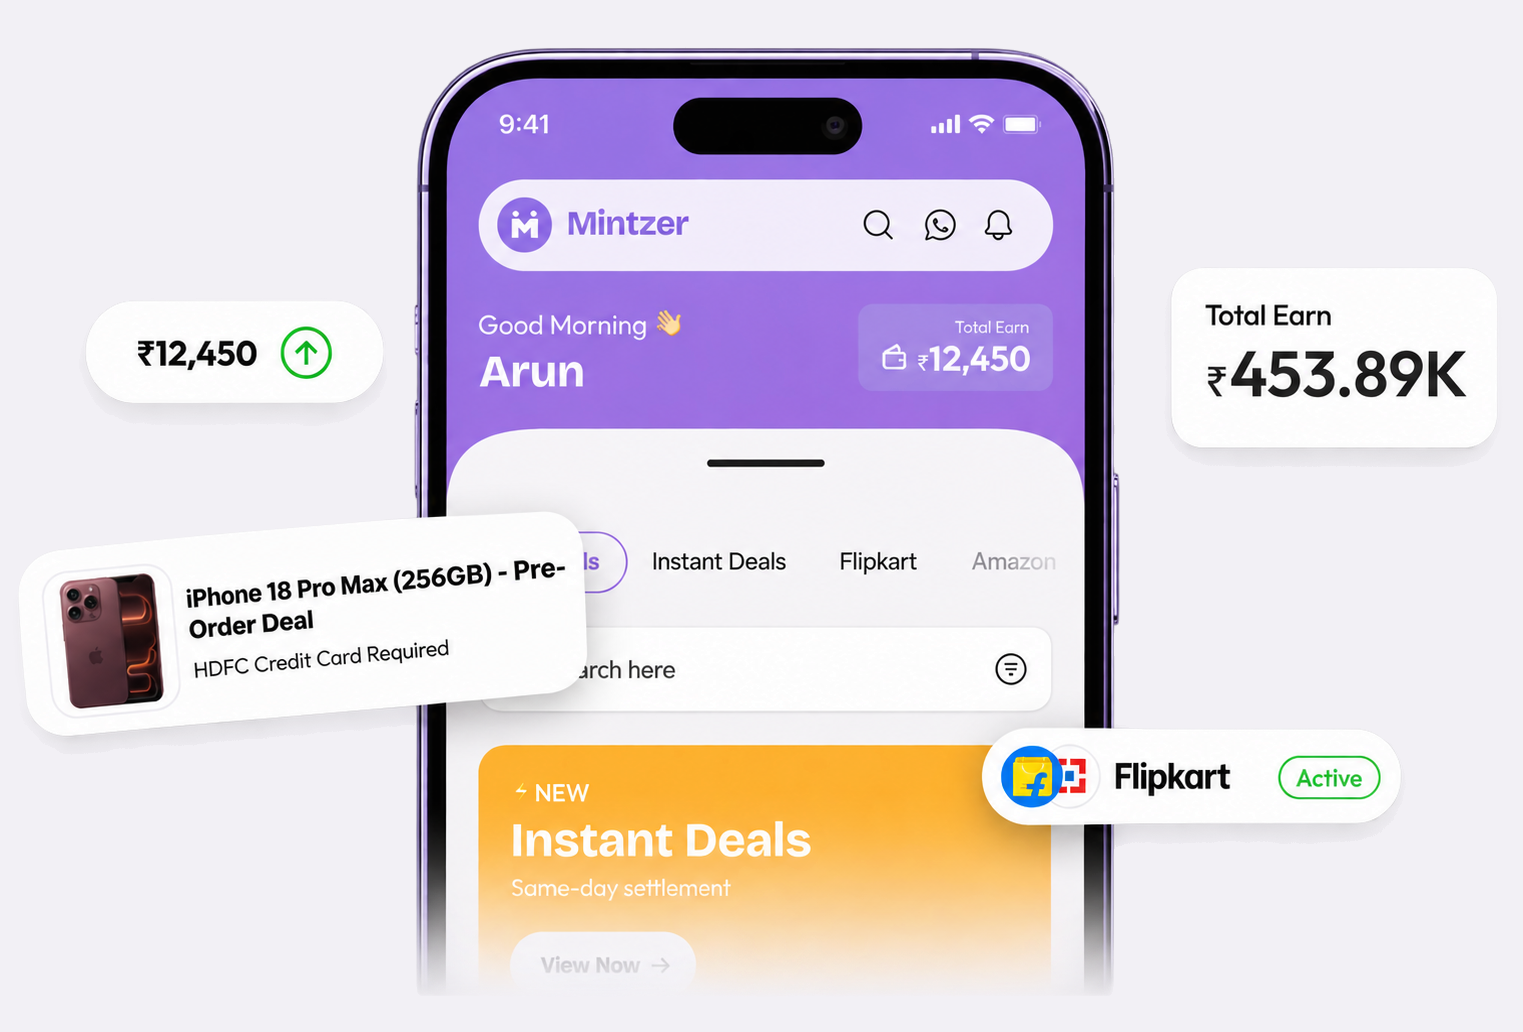 9:41
Mintzer
Good Morning 👋
Arun
Total Earn
₹12,450
₹12,450
Total Earn
₹453.89K
Instant Deals
Flipkart
Amazon
iPhone 18 Pro Max (256GB) - Pre-
Order Deal
HDFC Credit Card Required
here
⚡ NEW
Instant Deals
Same-day settlement
View Now →
Flipkart
Active